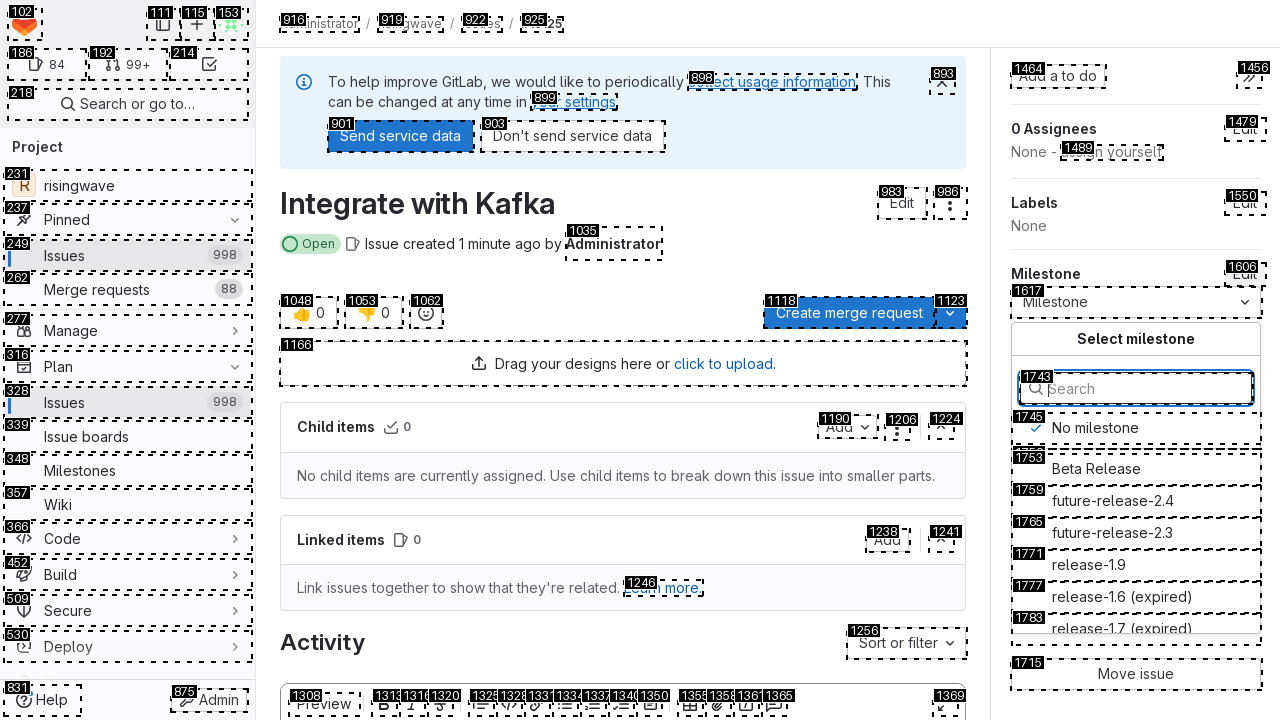 84
99+
Search or go to…
Project
R risingwave
Pinned
Issues 998
Merge requests 88
Manage
Plan
Issues 998
Issue boards
Milestones
Wiki
Code
Build
Secure
Deploy
Help
Admin
102
111
115
153
186
192
214
218
231
237
249
262
277
316
328
339
348
357
366
452
509
530
831
875
916
919
922
925
/ / /
25
To help improve GitLab, we would like to periodically collect usage information. This
can be changed at any time in your settings.
898
899
893
901
903
Send service data
Don't send service data
Integrate with Kafka
983
986
Edit
Open
Issue created 1 minute ago by Administrator
1035
1048
1053
1062
👍 0
👎 0
1118
1123
Create merge request
1166
Drag your designs here or click to upload.
Child items 0
1190
1206
1224
Add
No child items are currently assigned. Use child items to break down this issue into smaller parts.
Linked items 0
1238
1241
Add
Link issues together to show that they're related. Learn more.
1246
Activity
1256
Sort or filter
1308
Preview
1313
1316
1320
1325
1328
1331
1334
1337
1340
1350
1355
1358
1361
1365
1369
1464
1456
Add a to do
0 Assignees
1479
Edit
None - assign yourself
1489
Labels
1550
Edit
None
Milestone
1606
Edit
1617
Milestone
Select milestone
1743
Search
1745
No milestone
1753
Beta Release
1759
future-release-2.4
1765
future-release-2.3
1771
release-1.9
1777
release-1.6 (expired)
1783
release-1.7 (expired)
1715
Move issue